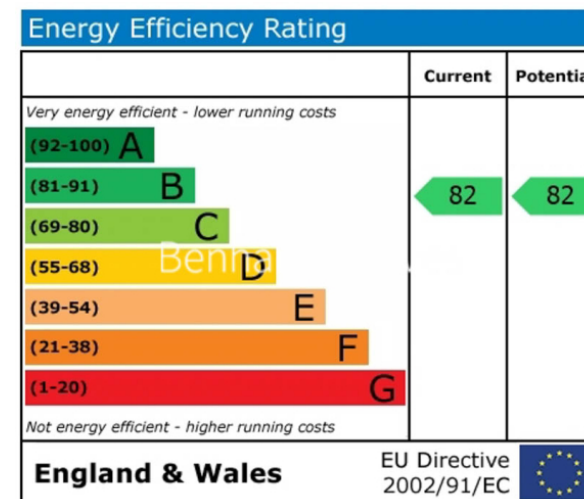 Energy Efficiency Rating
Current Potentia
Very energy efficient - lower running costs
(92-100) A
(81-91) B 82 82
(69-80) C
(55-68) D
(39-54) E
(21-38) F
(1-20) G
Not energy efficient - higher running costs
England & Wales
EU Directive
2002/91/EC